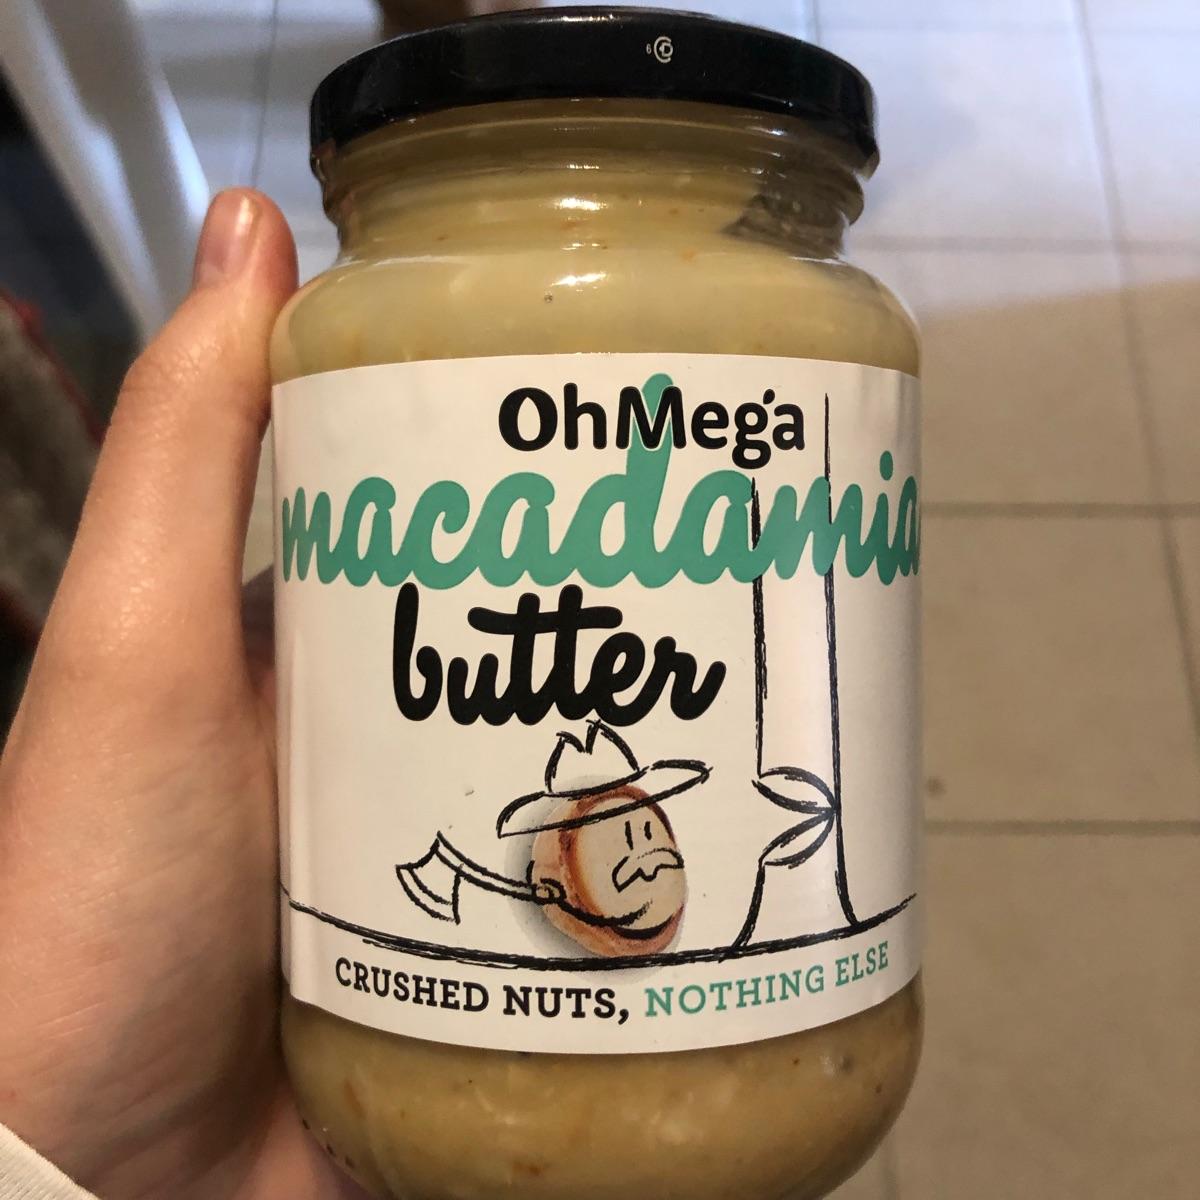 OhMega
macadamia
butter
CRUSHED NUTS, NOTHING ELSE